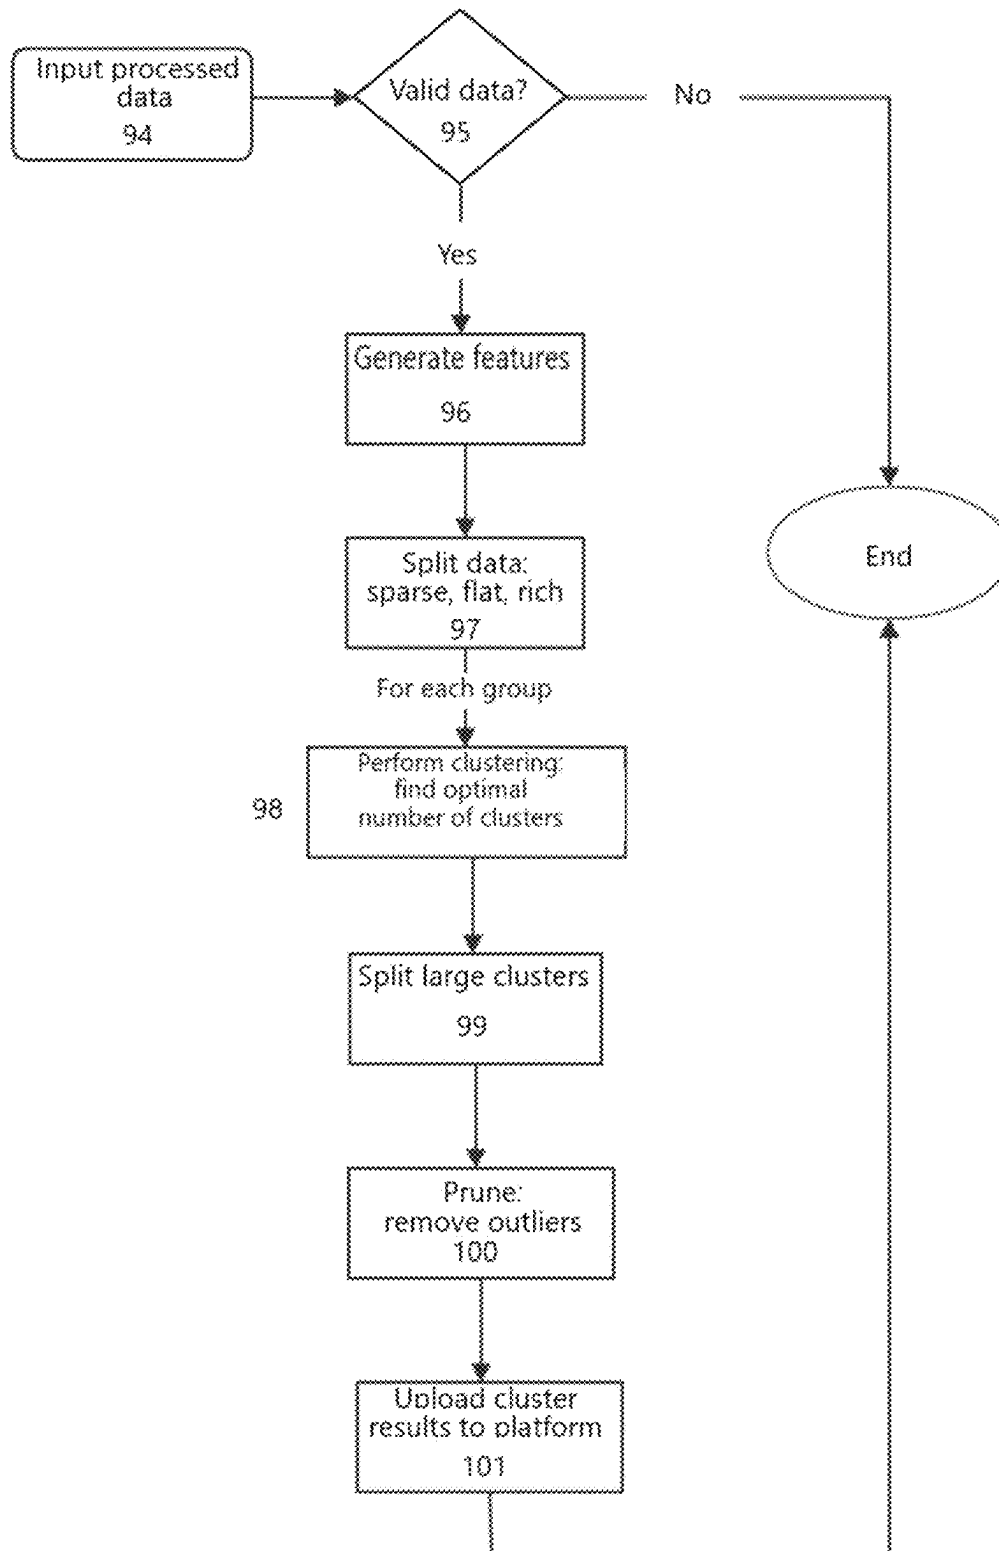 Input processed
data
94
Valid data?
95
No
Yes
Generate features
96
End
Split data:
sparse, flat, rich
97
For each group
Perform clustering:
find optimal
number of clusters
98
Split large clusters
99
Prune:
remove outliers
100
Upload cluster
results to platform
101